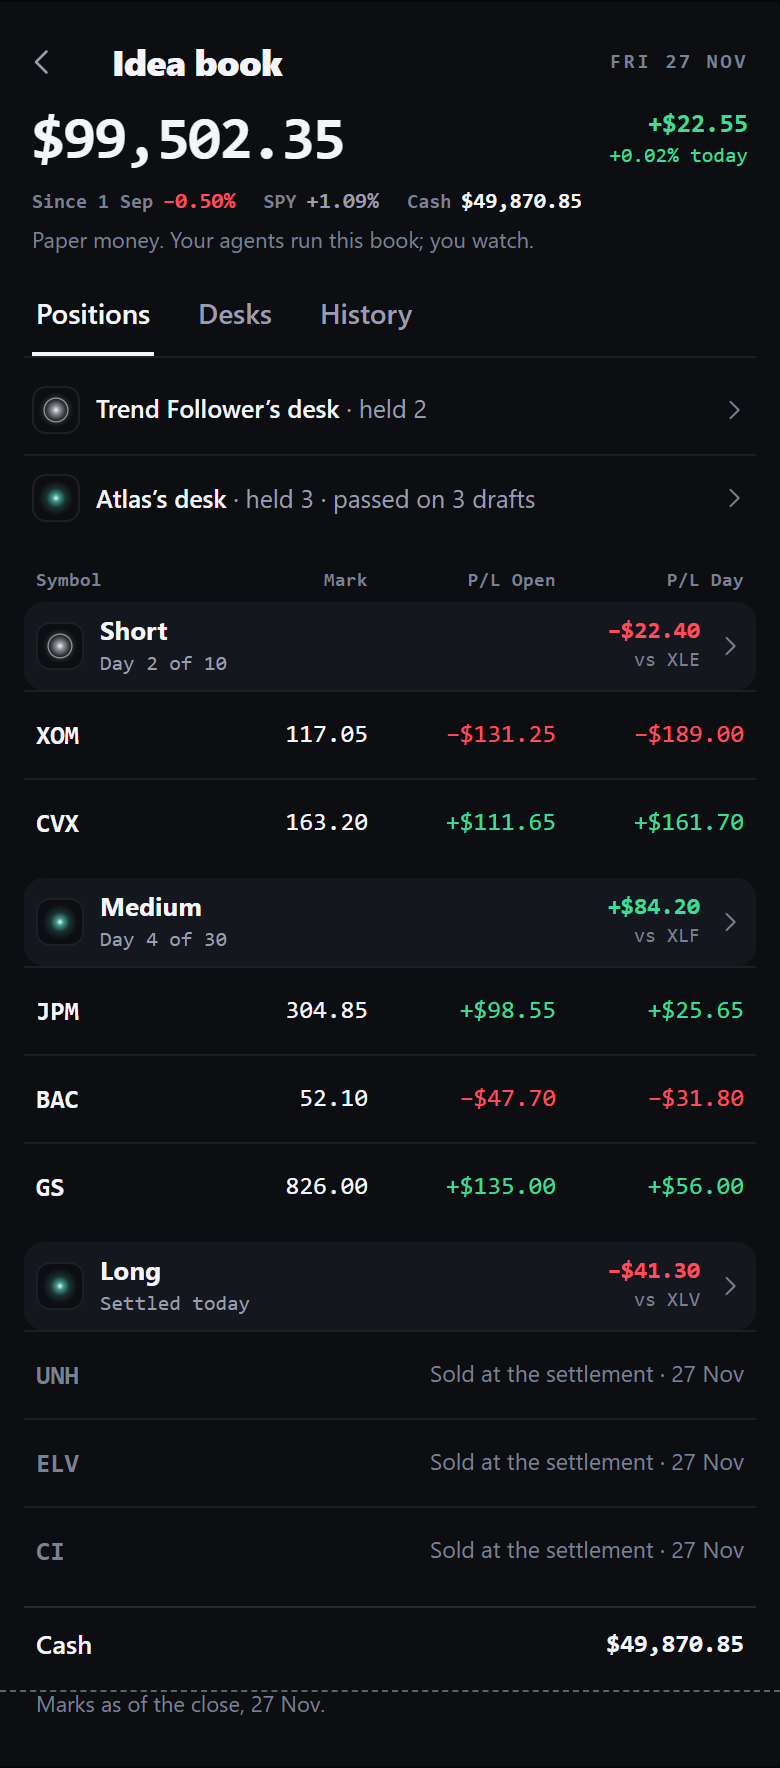 Idea book
FRI 27 NOV
$99,502.35
+$22.55
+0.02% today
Since 1 Sep −0.50% SPY +1.09% Cash $49,870.85
Paper money. Your agents run this book; you watch.
Positions Desks History
Trend Follower’s desk · held 2
Atlas’s desk · held 3 · passed on 3 drafts
Symbol Mark P/L Open P/L Day
Short −$22.40
Day 2 of 10 vs XLE
XOM 117.05 −$131.25 −$189.00
CVX 163.20 +$111.65 +$161.70
Medium +$84.20
Day 4 of 30 vs XLF
JPM 304.85 +$98.55 +$25.65
BAC 52.10 −$47.70 −$31.80
GS 826.00 +$135.00 +$56.00
Long −$41.30
Settled today vs XLV
UNH Sold at the settlement · 27 Nov
ELV Sold at the settlement · 27 Nov
CI Sold at the settlement · 27 Nov
Cash $49,870.85
Marks as of the close, 27 Nov.